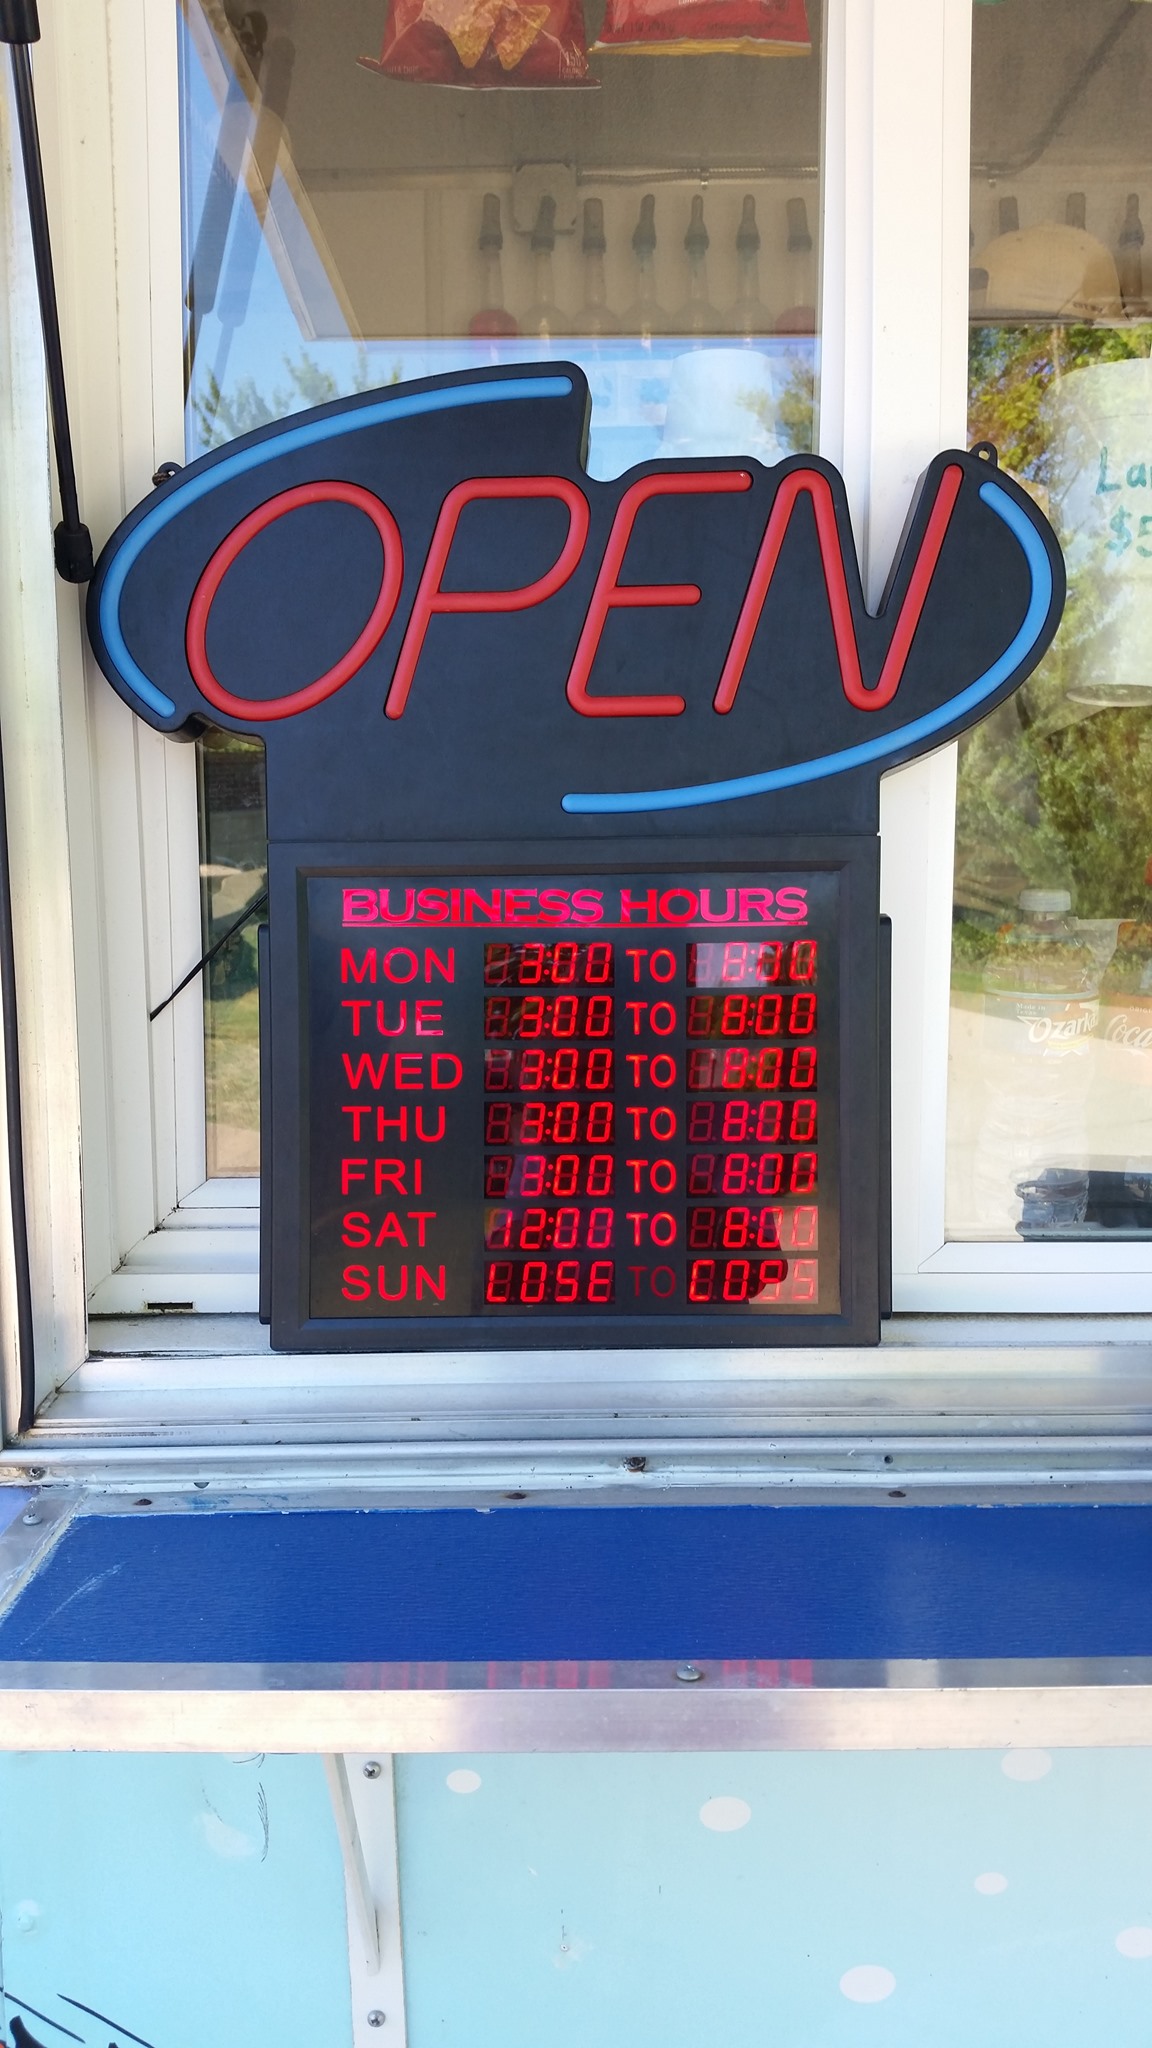 OPEN
BUSINESS HOURS
MON 3:00 TO 8:00
TUE 3:00 TO 8:00
WED 3:00 TO 8:00
THU 3:00 TO 8:00
FRI 3:00 TO 8:00
SAT 12:00 TO 8:00
SUN LOSE TO
$5